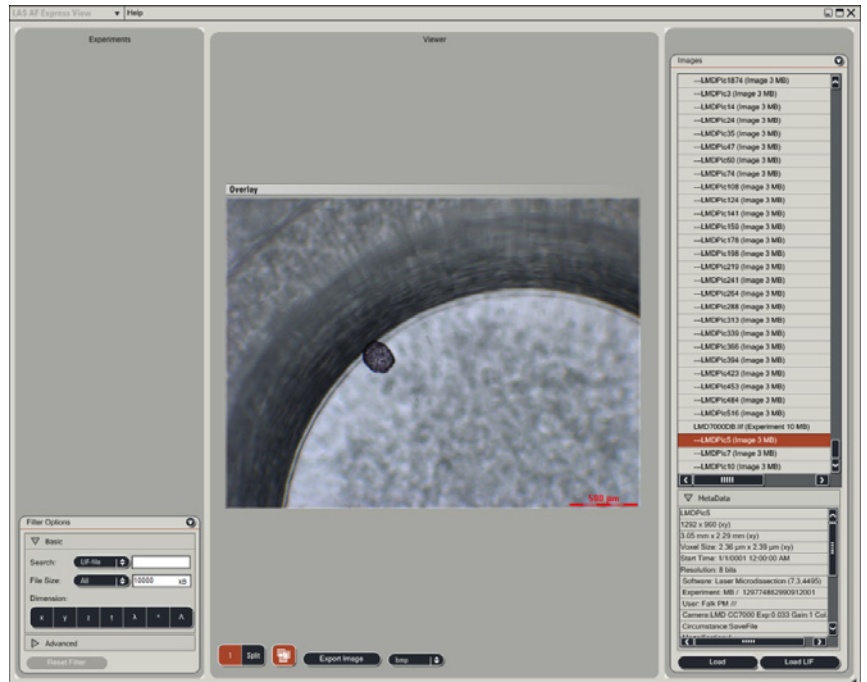 LAS AF Express View Help
Experiments
Viewer
Images
---LMDPic1874 (Image 3 MB)
---LMDPic3 (Image 3 MB)
---LMDPic14 (Image 3 MB)
---LMDPic24 (Image 3 MB)
---LMDPic35 (Image 3 MB)
---LMDPic47 (Image 3 MB)
---LMDPic60 (Image 3 MB)
---LMDPic74 (Image 3 MB)
---LMDPic108 (Image 3 MB)
---LMDPic124 (Image 3 MB)
---LMDPic141 (Image 3 MB)
---LMDPic159 (Image 3 MB)
---LMDPic178 (Image 3 MB)
---LMDPic198 (Image 3 MB)
---LMDPic219 (Image 3 MB)
---LMDPic241 (Image 3 MB)
---LMDPic264 (Image 3 MB)
---LMDPic288 (Image 3 MB)
---LMDPic313 (Image 3 MB)
---LMDPic339 (Image 3 MB)
---LMDPic366 (Image 3 MB)
---LMDPic394 (Image 3 MB)
---LMDPic423 (Image 3 MB)
---LMDPic453 (Image 3 MB)
---LMDPic484 (Image 3 MB)
---LMDPic516 (Image 3 MB)
LMD7000DB.lif (Experiment 10 MB)
---LMDPic5 (Image 3 MB)
---LMDPic7 (Image 3 MB)
---LMDPic10 (Image 3 MB)
Overlay
500 µm
MetaData
LMDPic5
1292 x 960 (xy)
3.05 mm x 2.29 mm (xy)
Voxel Size: 2.36 µm x 2.39 µm (xy)
Start Time: 1/1/0001 12:00:00 AM
Resolution: 8 bits
Software: Laser Microdissection (7.3,4495)
Experiment: MB / 129774862990912001
User: Falk PM ///
Camera:LMD CC7000 Exp:0.033 Gain:1 Col
Circumstance:SaveFile
Load Load LIF
Filter Options
Basic
Search: LIF-file
File Size: All 10000 kB
Dimension:
x y z t λ * Λ
Advanced
Reset Filter
1 Split Export Image bmp